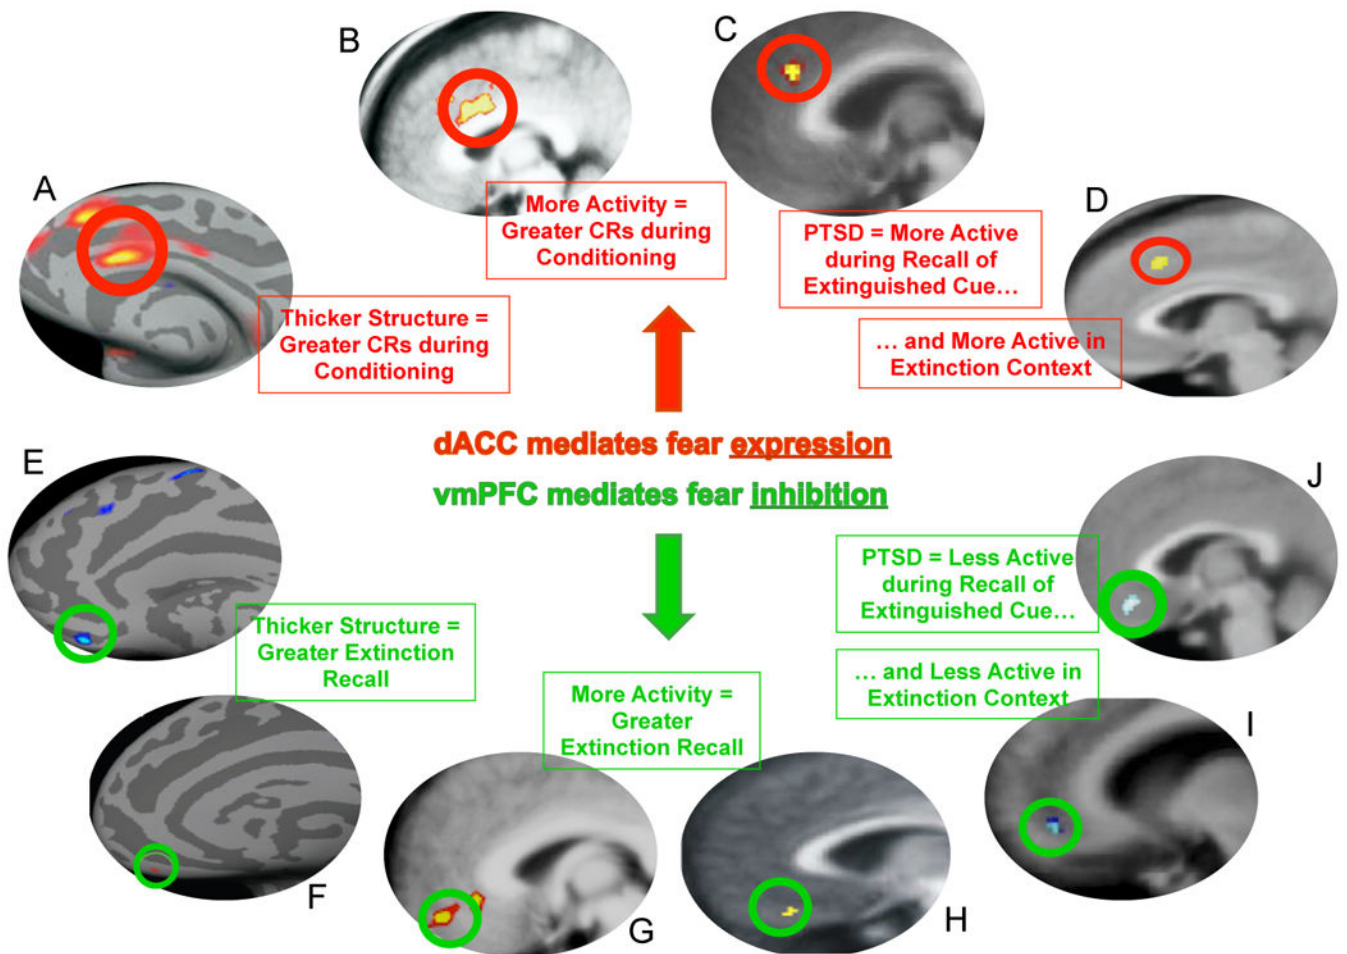 B
C
A
More Activity =
Greater CRs during
Conditioning
PTSD = More Active
during Recall of
Extinguished Cue…
D
Thicker Structure =
Greater CRs during
Conditioning
… and More Active in
Extinction Context
dACC mediates fear expression
vmPFC mediates fear inhibition
E
J
Thicker Structure =
Greater Extinction
Recall
PTSD = Less Active
during Recall of
Extinguished Cue…
… and Less Active in
Extinction Context
More Activity =
Greater
Extinction Recall
I
F
G
H